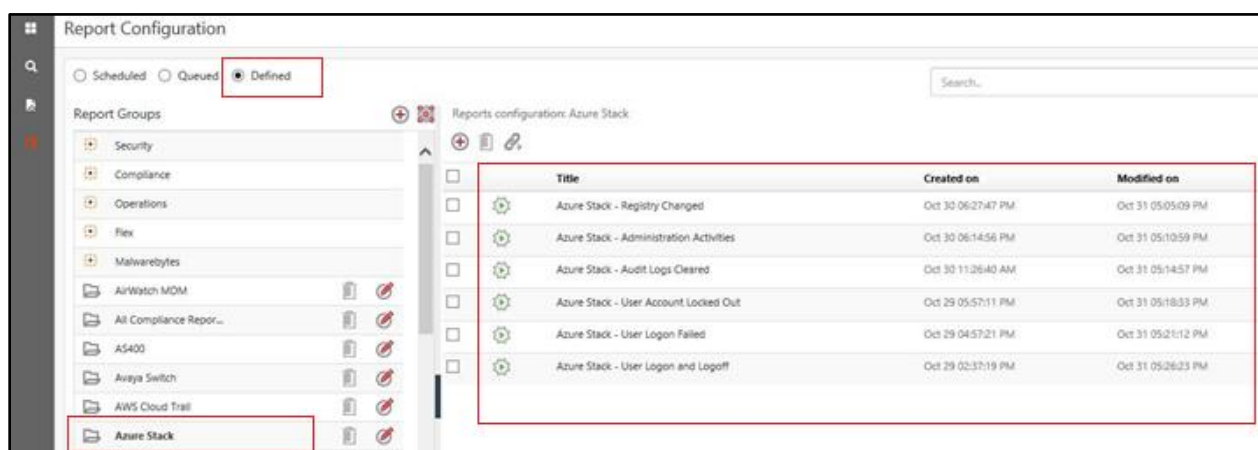 Report Configuration
Scheduled Queued Defined
Search..
Report Groups
Security
Compliance
Operations
Flex
Malwarebytes
AirWatch MDM
All Compliance Repor...
AS400
Avaya Switch
AWS Cloud Trail
Azure Stack
Reports configuration: Azure Stack
Title Created on Modified on
Azure Stack - Registry Changed Oct 30 06:27:47 PM Oct 31 05:05:09 PM
Azure Stack - Administration Activities Oct 30 06:14:56 PM Oct 31 05:10:59 PM
Azure Stack - Audit Logs Cleared Oct 30 11:26:40 AM Oct 31 05:14:57 PM
Azure Stack - User Account Locked Out Oct 29 05:57:11 PM Oct 31 05:18:33 PM
Azure Stack - User Logon Failed Oct 29 04:57:21 PM Oct 31 05:21:12 PM
Azure Stack - User Logon and Logoff Oct 29 02:37:19 PM Oct 31 05:26:23 PM